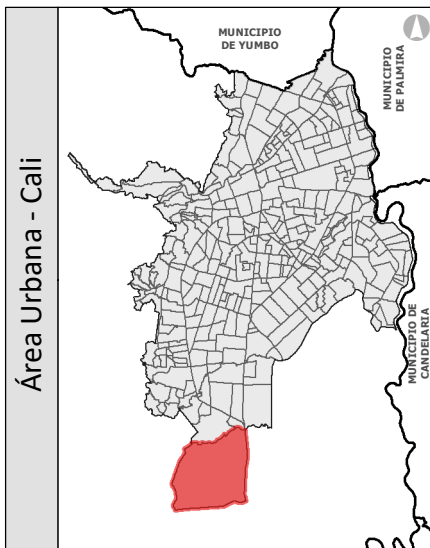 Área Urbana - Cali
MUNICIPIO
DE YUMBO
MUNICIPIO
DE PALMIRA
MUNICIPIO DE
CANDELARIA